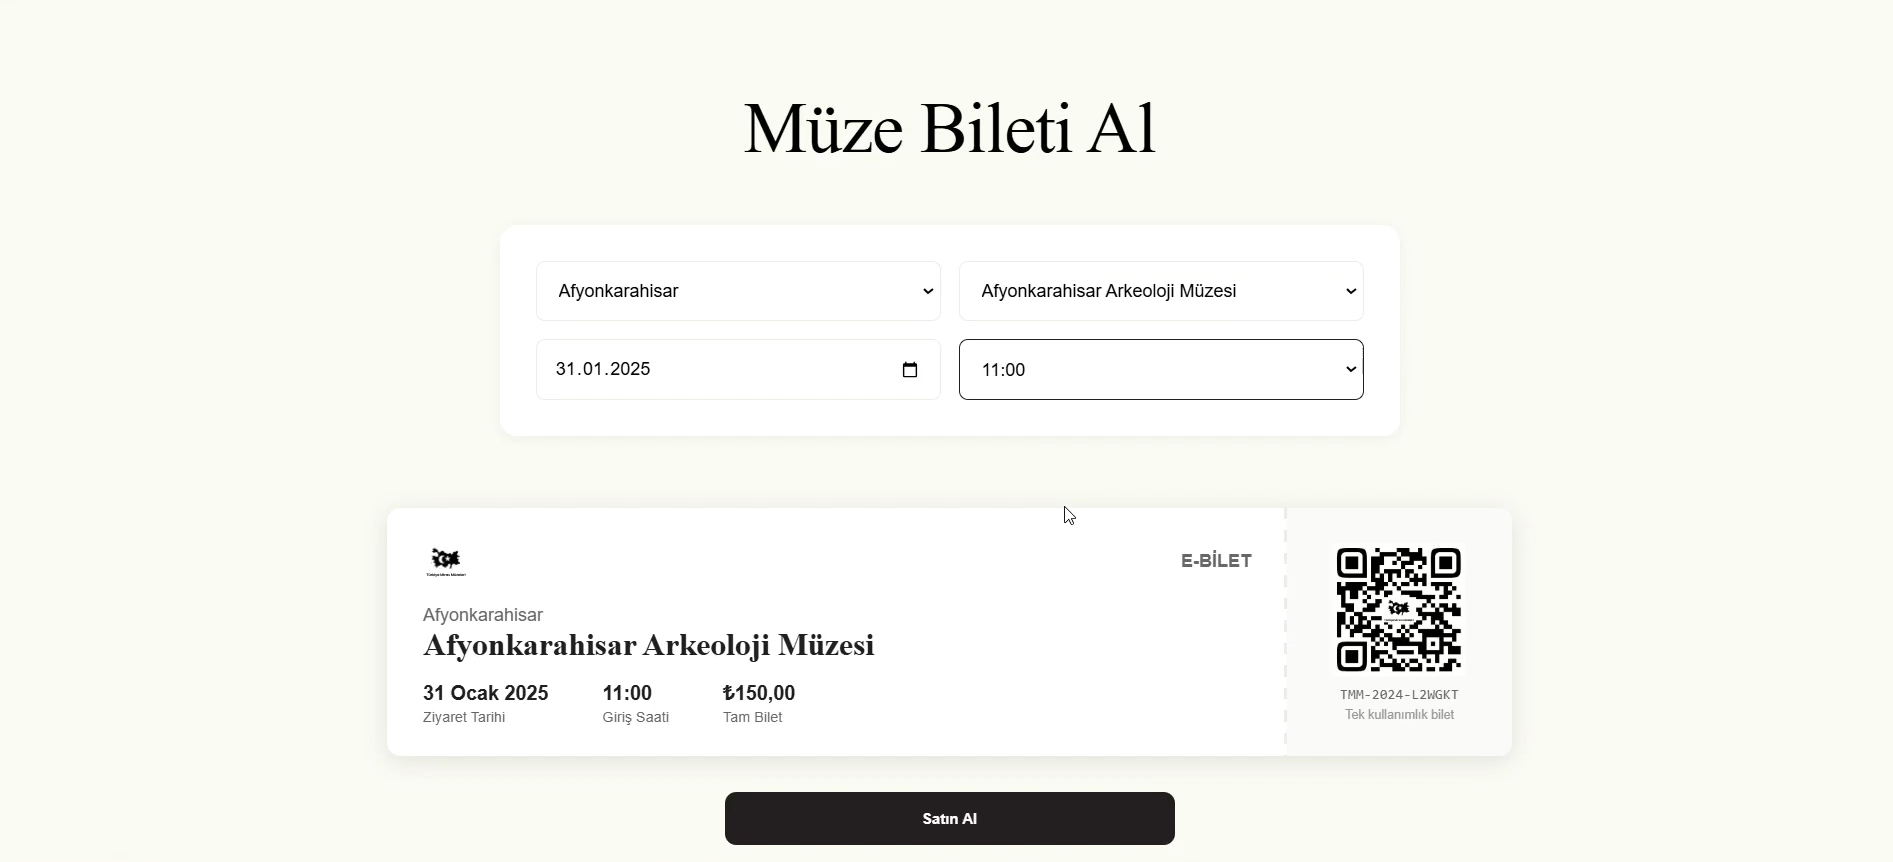 Müze Bileti Al
Afyonkarahisar
Afyonkarahisar Arkeoloji Müzesi
31.01.2025
11:00
E-BİLET
Afyonkarahisar
Afyonkarahisar Arkeoloji Müzesi
31 Ocak 2025
11:00
₺150,00
Ziyaret Tarihi
Giriş Saati
Tam Bilet
TMM-2024-L2WGKT
Tek kullanımlık bilet
Satın Al